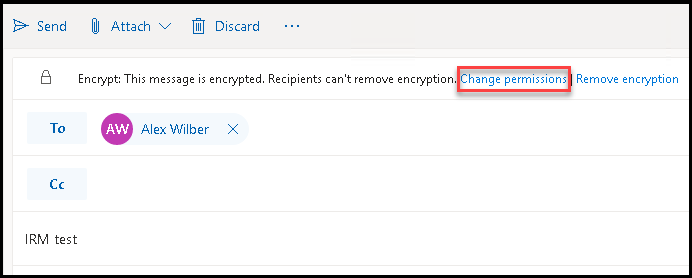 Send Attach Discard ...
Encrypt: This message is encrypted. Recipients can't remove encryption. Change permissions | Remove encryption
To AW Alex Wilber
Cc
IRM test